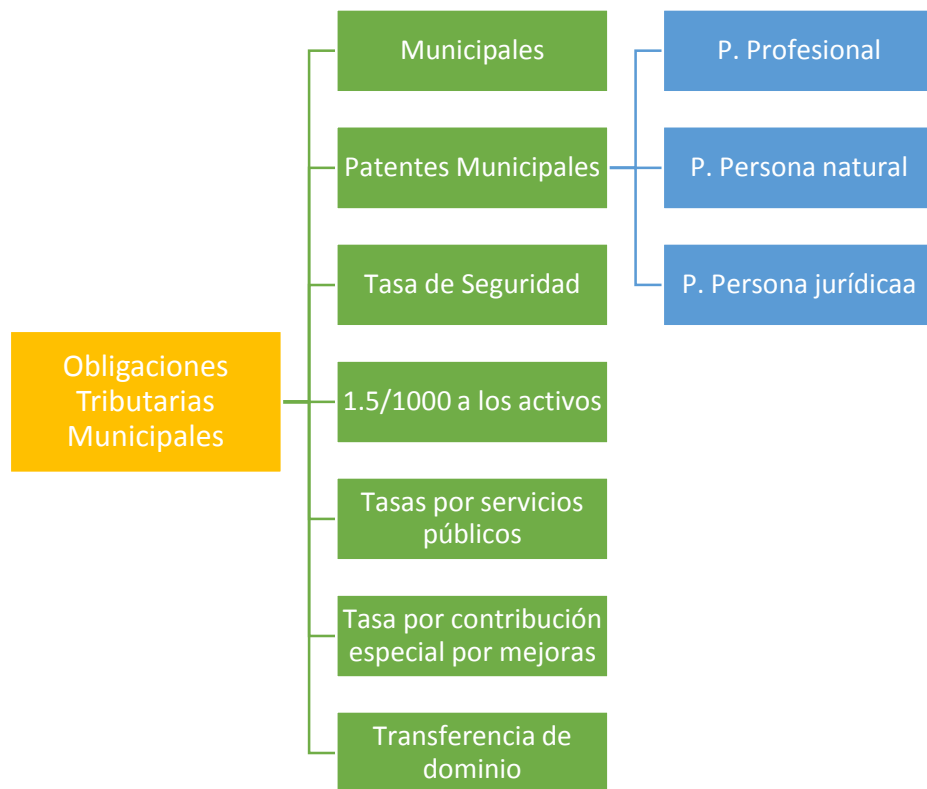 Municipales
P. Profesional
Patentes Municipales
P. Persona natural
Tasa de Seguridad
P. Persona jurídicaa
Obligaciones
Tributarias
Municipales
1.5/1000 a los activos
Tasas por servicios
públicos
Tasa por contribución
especial por mejoras
Transferencia de
dominio